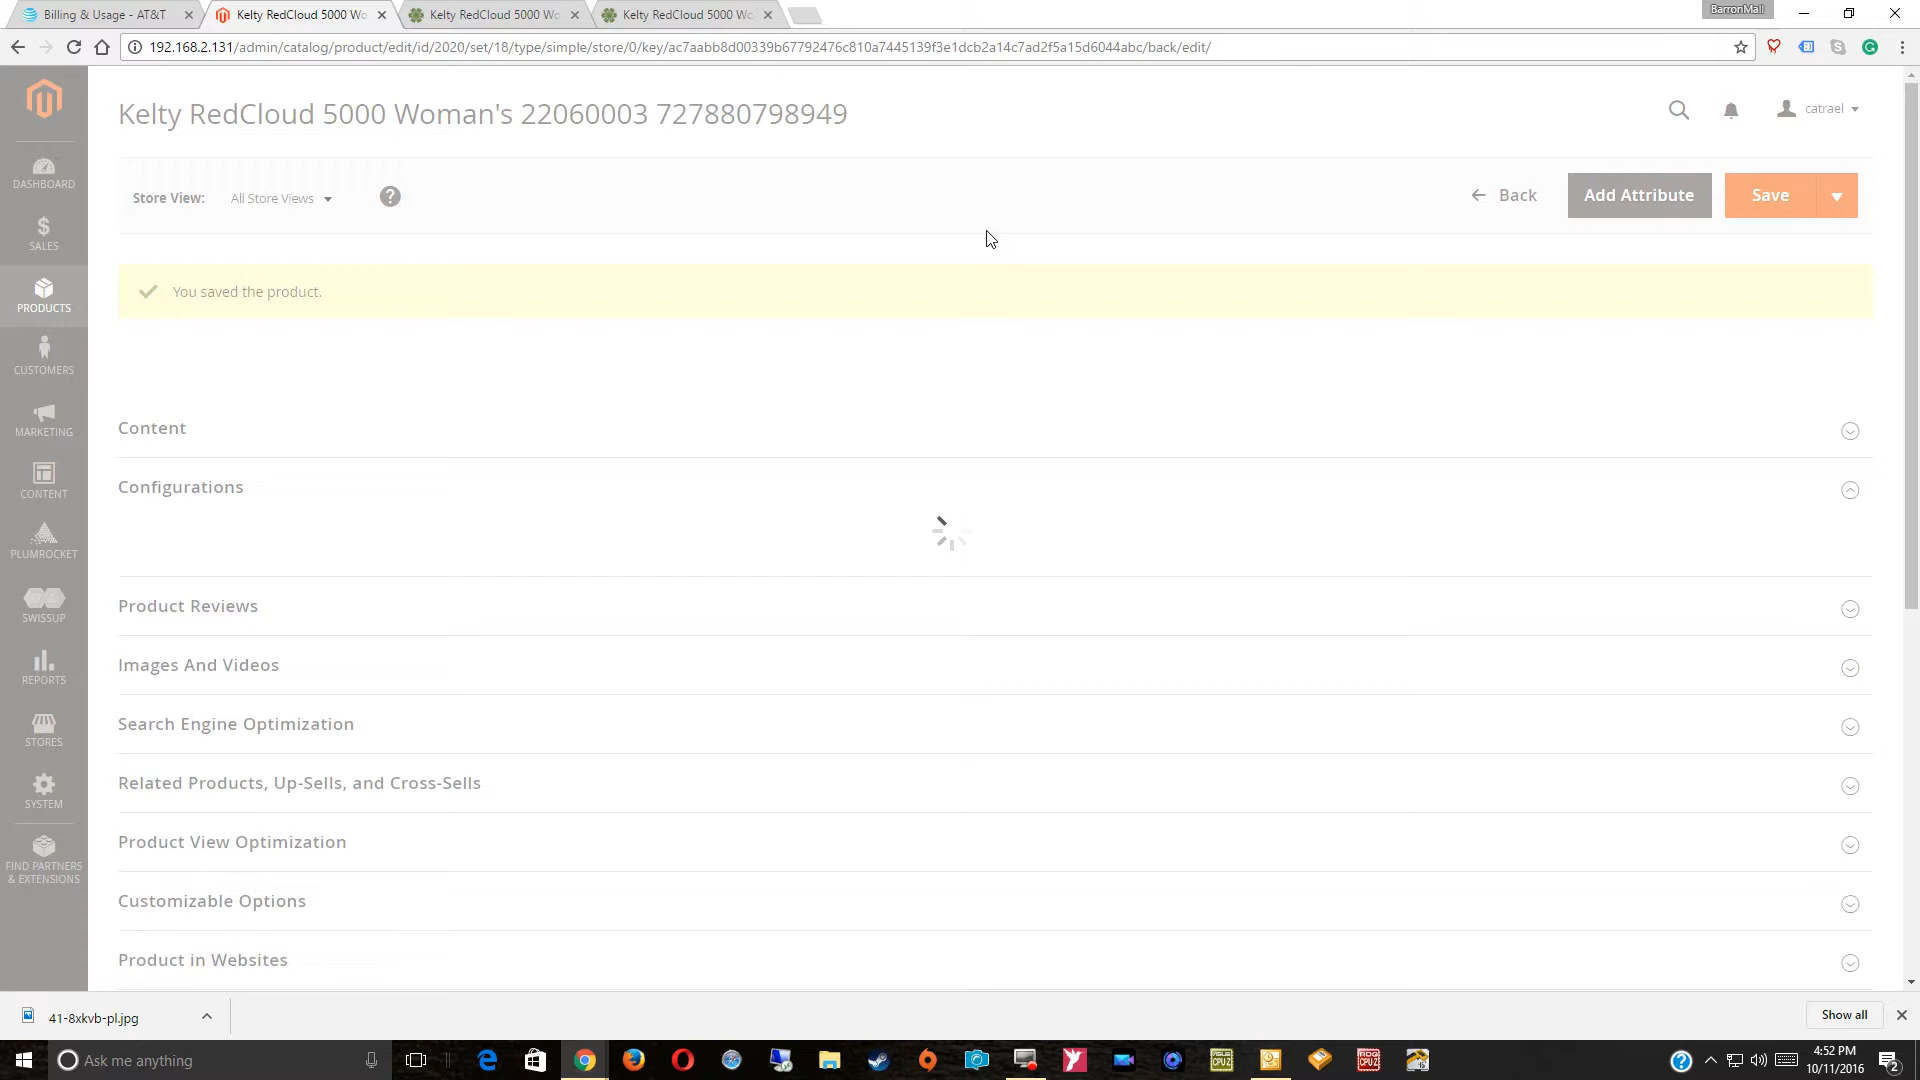 Billing & Usage - AT&T
Kelty RedCloud 5000 Wo
Kelty RedCloud 5000 Wo
Kelty RedCloud 5000 Wo
BarronMall
192.168.2.131/admin/catalog/product/edit/id/2020/set/18/type/simple/store/0/key/ac7aabb8d00339b67792476c810a7445139f3e1dcb2a14c7ad2f5a15d6044abc/back/edit/
Kelty RedCloud 5000 Woman's 22060003 727880798949
catrael
Store View: All Store Views ?
Back
Add Attribute
Save
You saved the product.
DASHBOARD
SALES
PRODUCTS
CUSTOMERS
MARKETING
CONTENT
PLUMROCKET
SWISSUP
REPORTS
STORES
SYSTEM
FIND PARTNERS
& EXTENSIONS
Content
Configurations
Product Reviews
Images And Videos
Search Engine Optimization
Related Products, Up-Sells, and Cross-Sells
Product View Optimization
Customizable Options
Product in Websites
41-8xkvb-pl.jpg
Show all
Ask me anything
4:52 PM
10/11/2016
2